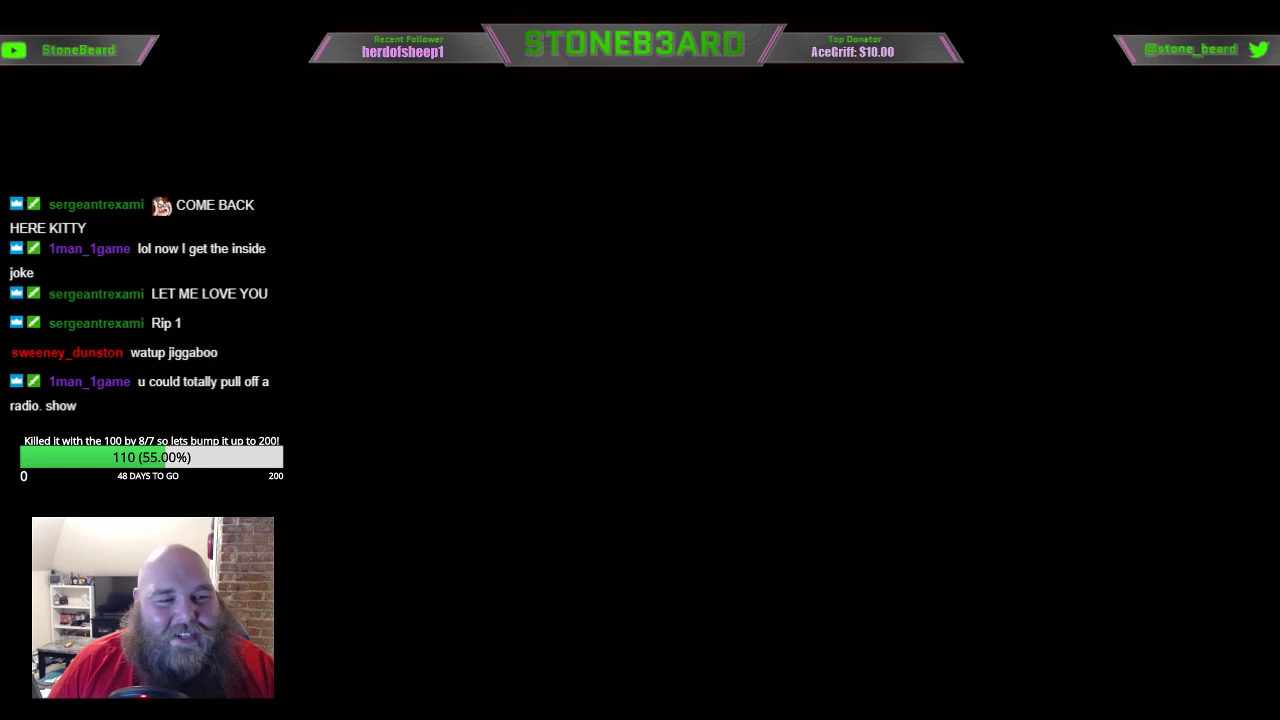 StoneBeard
Recent Follower
herdofsheep1
STONEB3ARD
Top Donator
AceGriff: $10.00
@stone_beard
sergeantrexami COME BACK
HERE KITTY
1man_1game lol now I get the inside
joke
sergeantrexami LET ME LOVE YOU
sergeantrexami Rip 1
sweeney_dunston watup jiggaboo
1man_1game u could totally pull off a
radio. show
Killed it with the 100 by 8/7 so lets bump it up to 200!
110 (55.00%)
0 48 DAYS TO GO 200